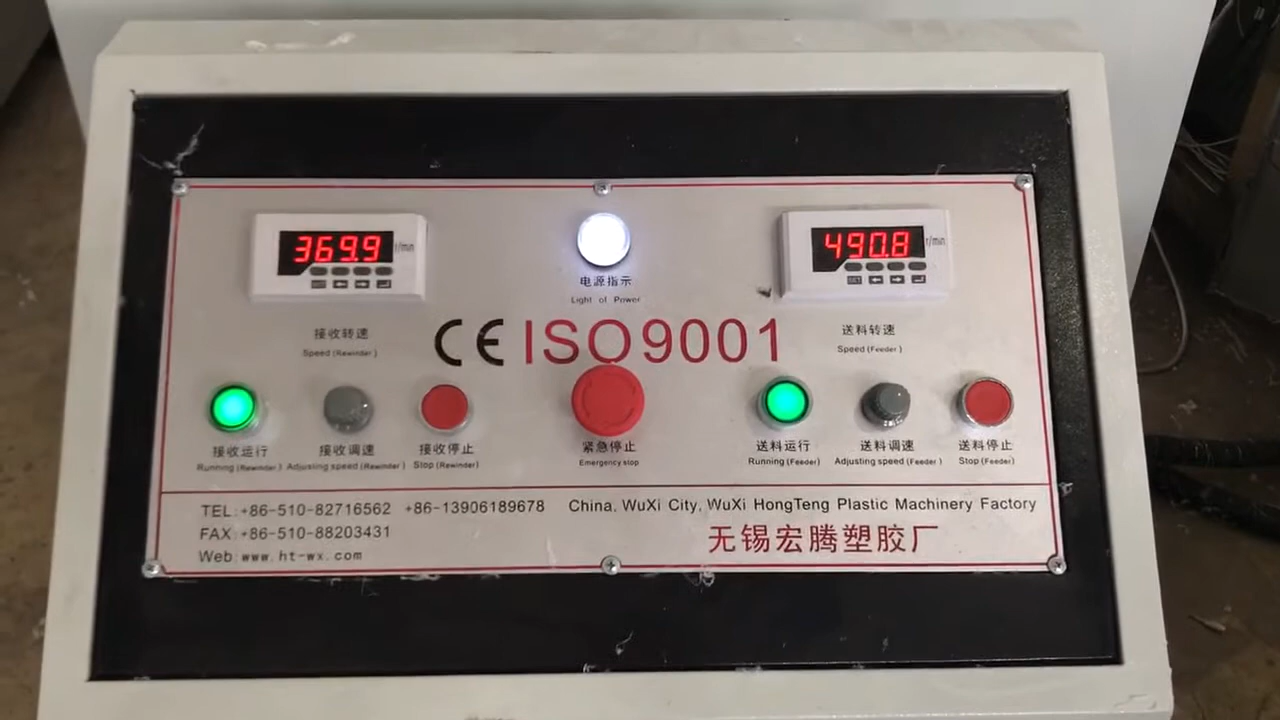 369.9 r/min
490.8 r/min
电源指示
Light of Power
接收转速
Speed (Rewinder)
CE ISO9001
送料转速
Speed (Feeder)
接收运行
Running (Rewinder)
接收调速
Adjusting speed (Rewinder)
接收停止
Stop (Rewinder)
紧急停止
Emergency stop
送料运行
Running (Feeder)
送料调速
Adjusting speed (Feeder)
送料停止
Stop (Feeder)
TEL:+86-510-82716562 +86-13906189678
China, WuXi City, WuXi HongTeng Plastic Machinery Factory
FAX:+86-510-88203431
无锡宏腾塑胶厂
Web:www.ht-wx.com